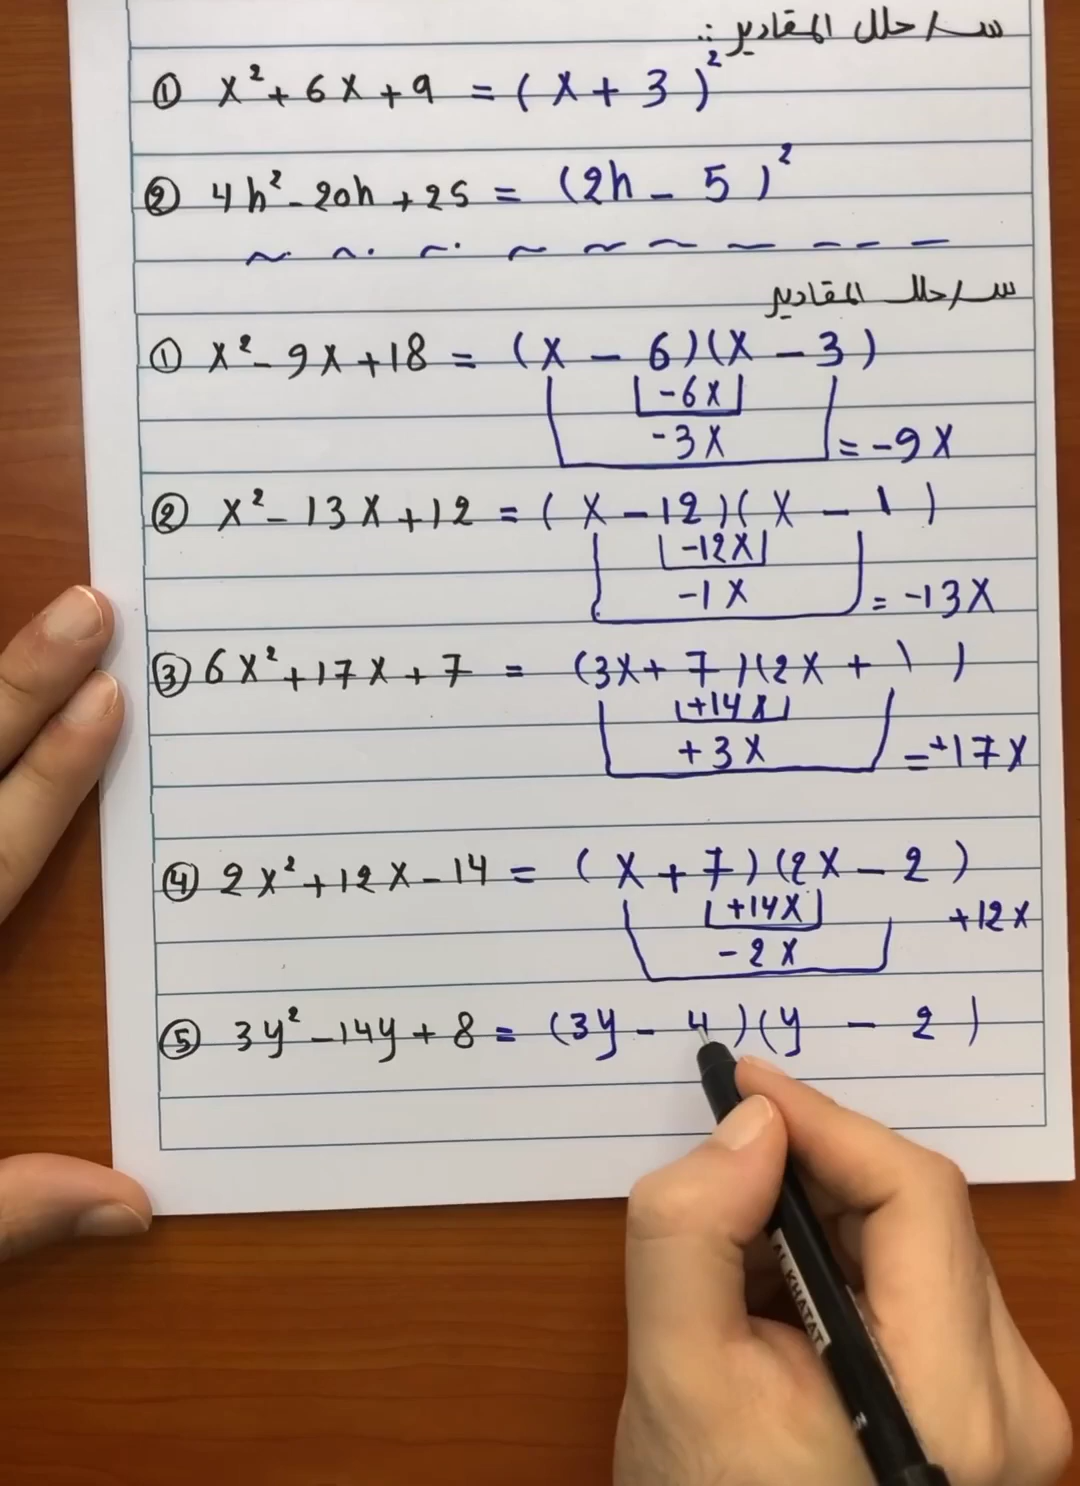 س/ حلل المقادير :
① x² + 6x + 9 = (x + 3)²
② 4h² - 20h + 25 = (2h - 5)²
س/ حلل المقادير
① x² - 9x + 18 = (x - 6)(x - 3)
-6x
-3x = -9x
② x² - 13x + 12 = (x - 12)(x - 1)
-12x
-1x = -13x
③ 6x² + 17x + 7 = (3x + 7)(2x + 1)
+14x
+3x = +17x
④ 2x² + 12x - 14 = (x + 7)(2x - 2)
+14x +12x
-2x
⑤ 3y² - 14y + 8 = (3y - 4)(y - 2)
AL KHATAT